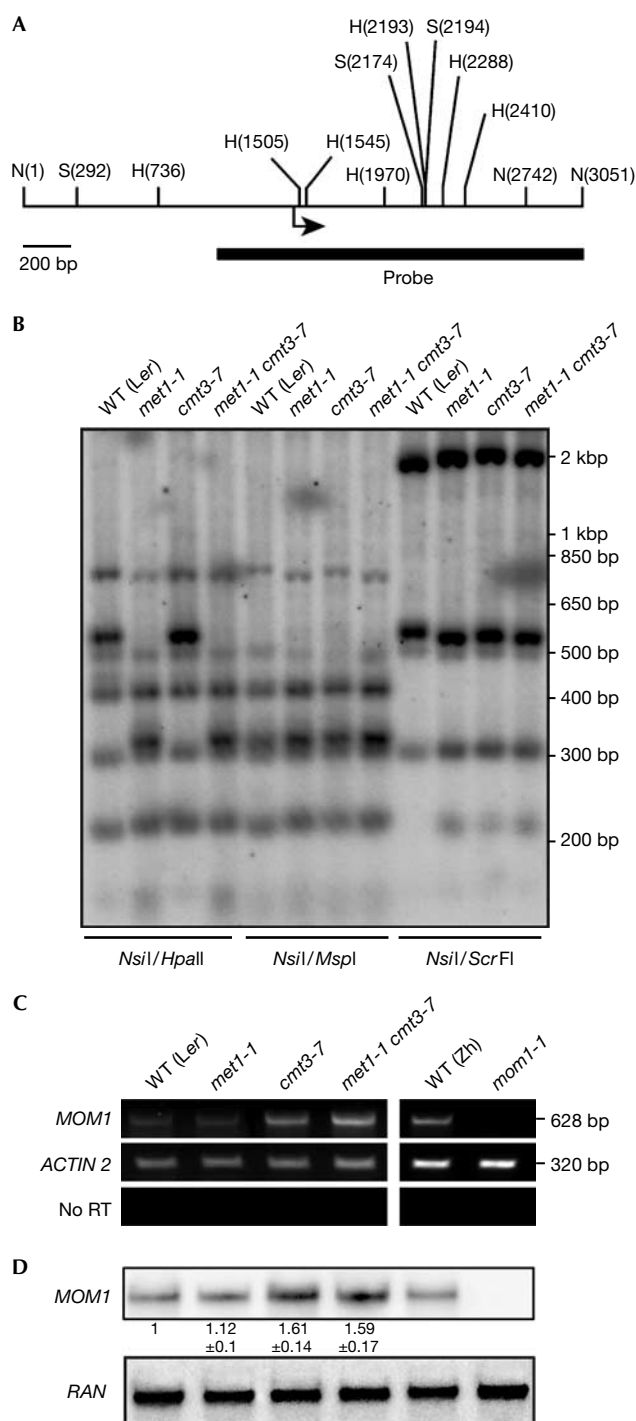 A
H(2193) S(2194)
S(2174) H(2288)
H(2410)
H(1505) H(1545)
N(1) S(292) H(736) H(1970) N(2742) N(3051)
200 bp
Probe
B
WT (Ler) met1-1 cmt3-7 met1-1 cmt3-7 WT (Ler) met1-1 cmt3-7 met1-1 cmt3-7 WT (Ler) met1-1 cmt3-7 met1-1 cmt3-7
2 kbp
1 kbp
850 bp
650 bp
500 bp
400 bp
300 bp
200 bp
NsiI/HpaII NsiI/MspI NsiI/ScrFI
C
WT (Ler) met1-1 cmt3-7 met1-1 cmt3-7 WT (Zh) mom1-1
MOM1 628 bp
ACTIN 2 320 bp
No RT
D
MOM1
1 1.12 1.61 1.59
±0.1 ±0.14 ±0.17
RAN